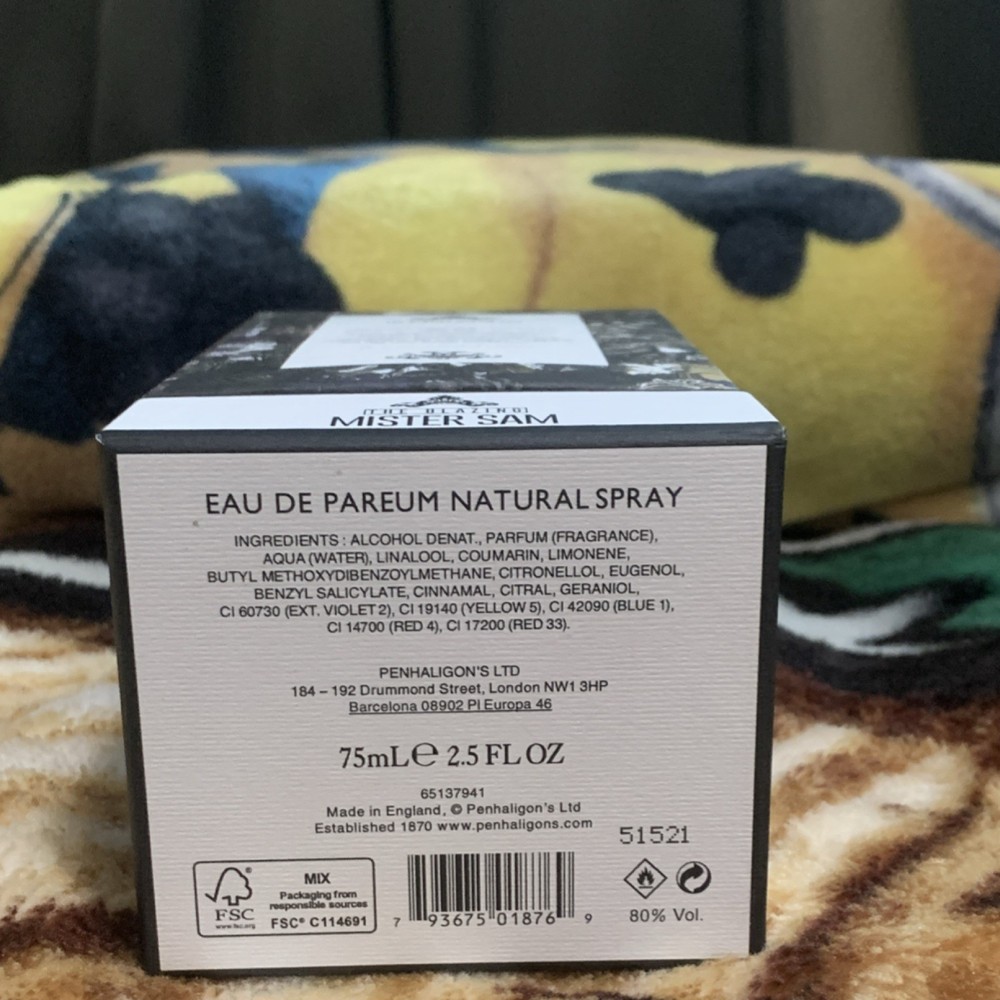 THE BLAZING
MISTER SAM
EAU DE PAREUM NATURAL SPRAY
INGREDIENTS : ALCOHOL DENAT., PARFUM (FRAGRANCE),
AQUA (WATER), LINALOOL, COUMARIN, LIMONENE,
BUTYL METHOXYDIBENZOYLMETHANE, CITRONELLOL, EUGENOL,
BENZYL SALICYLATE, CINNAMAL, CITRAL, GERANIOL,
CI 60730 (EXT. VIOLET 2), CI 19140 (YELLOW 5), CI 42090 (BLUE 1),
CI 14700 (RED 4), CI 17200 (RED 33).
PENHALIGON'S LTD
184 – 192 Drummond Street, London NW1 3HP
Barcelona 08902 Pl Europa 46
75mL℮ 2.5 FL OZ
65137941
Made in England, © Penhaligon's Ltd
Established 1870 www.penhaligons.com
51521
FSC®
www.fsc.org
MIX
Packaging from
responsible sources
FSC® C114691
7 93675 01876 9
80% Vol.